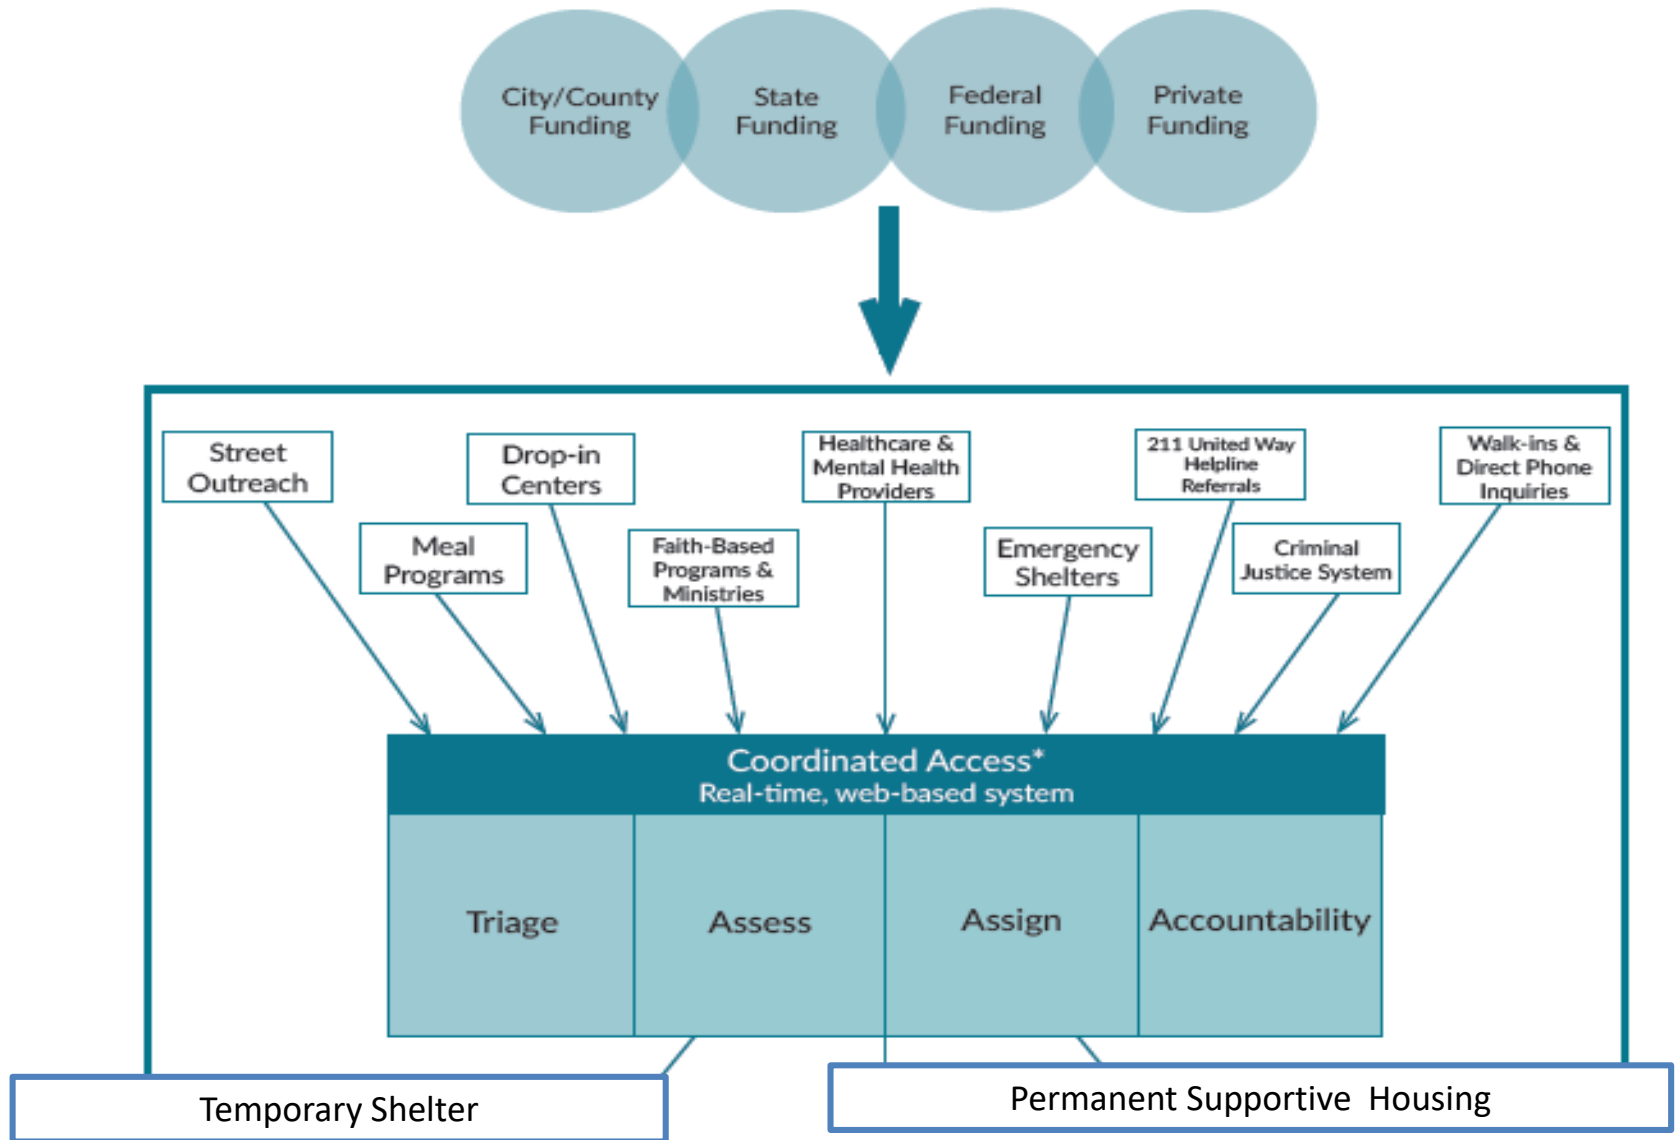 City/County
Funding
State
Funding
Federal
Funding
Private
Funding
Street
Outreach
Drop-in
Centers
Healthcare &
Mental Health
Providers
211 United Way
Helpline
Referrals
Walk-ins &
Direct Phone
Inquiries
Meal
Programs
Faith-Based
Programs &
Ministries
Emergency
Shelters
Criminal
Justice System
Coordinated Access*
Real-time, web-based system
Triage
Assess
Assign
Accountability
Temporary Shelter
Permanent Supportive  Housing